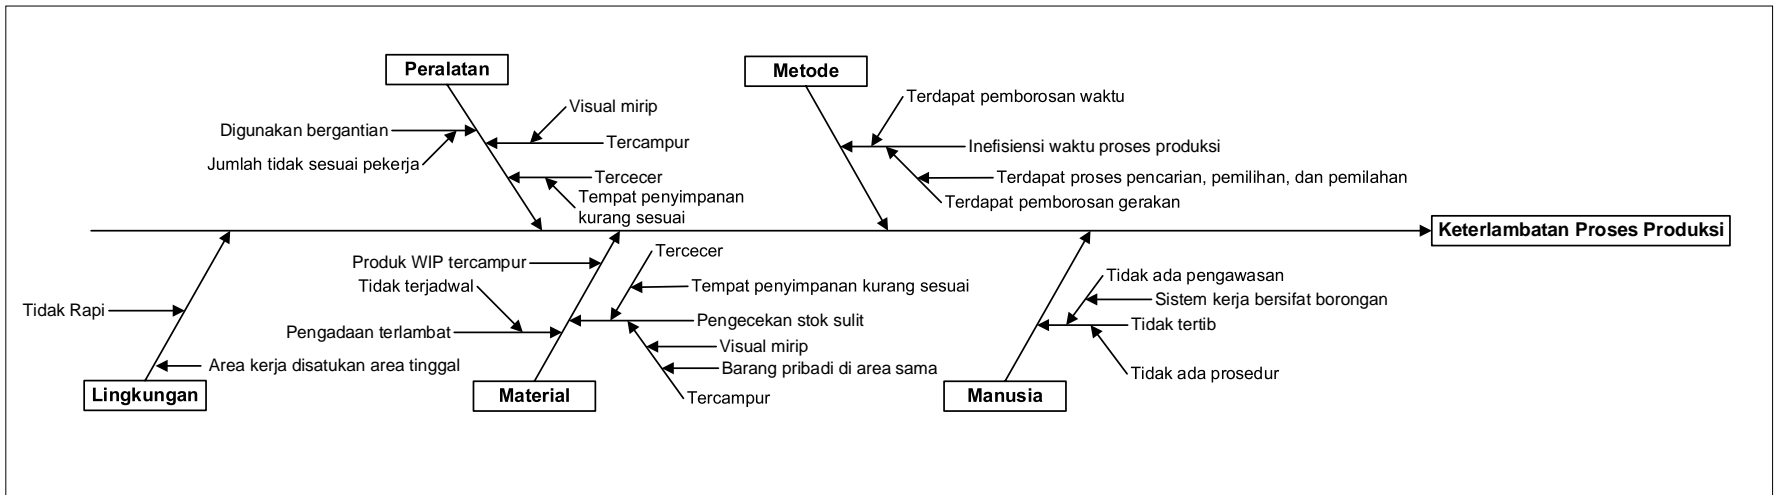 Peralatan
Metode
Visual mirip
Terdapat pemborosan waktu
Digunakan bergantian
Tercampur
Inefisiensi waktu proses produksi
Jumlah tidak sesuai pekerja
Tercecer
Terdapat proses pencarian, pemilihan, dan pemilahan
Tempat penyimpanan
kurang sesuai
Terdapat pemborosan gerakan
Keterlambatan Proses Produksi
Tercecer
Produk WIP tercampur
Tidak ada pengawasan
Tidak terjadwal
Tempat penyimpanan kurang sesuai
Sistem kerja bersifat borongan
Tidak Rapi
Pengecekan stok sulit
Tidak tertib
Pengadaan terlambat
Visual mirip
Area kerja disatukan area tinggal
Barang pribadi di area sama
Tidak ada prosedur
Lingkungan
Material
Tercampur
Manusia